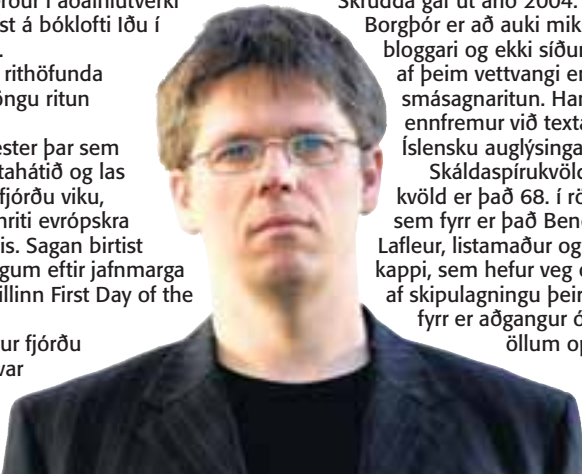 st á bóklofti Iðu í
rithöfunda
ngu ritun
ester þar sem
tahátíð og las
fjórðu viku,
riti evrópskra
is. Sagan birtist
gum eftir jafnmarga
illinn First Day of the
ur fjórðu
var
Skrudda gaf út árið 2004.
Borgþór er að auki mik
bloggari og ekki síður
af þeim vettvangi en
smásagnaritun. Han
ennfremur við texta
Íslensku auglýsinga
Skáldaspírukvöld
kvöld er það 68. í rö
sem fyrr er það Bene
Lafleur, listamaður og
kappi, sem hefur veg o
af skipulagningu þeir
fyrr er aðgangur ó
öllum op